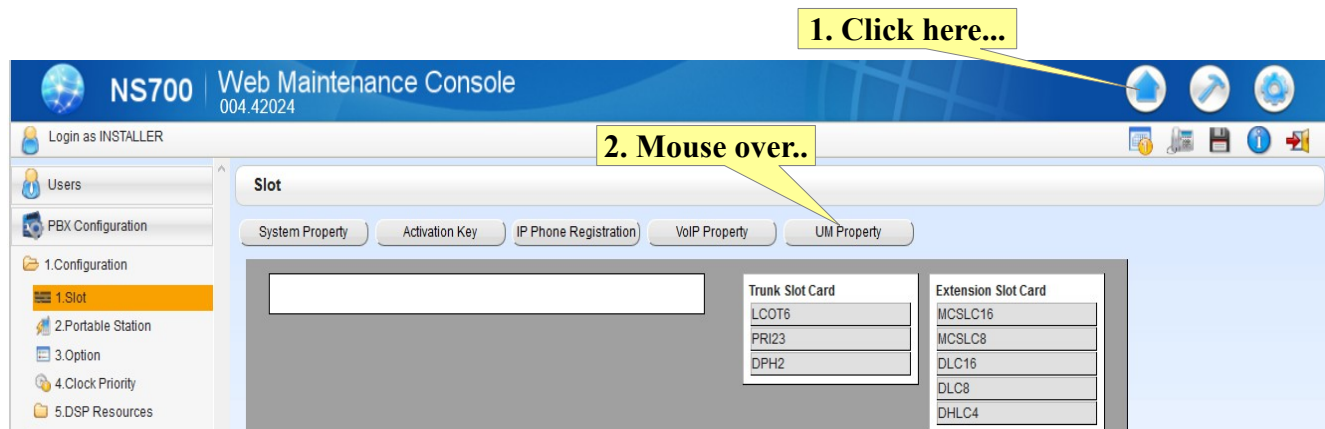 1. Click here...
NS700
Web Maintenance Console
004.42024
Login as INSTALLER
2. Mouse over..
Users
Slot
PBX Configuration
System Property
Activation Key
IP Phone Registration
VoIP Property
UM Property
1.Configuration
1.Slot
2.Portable Station
3.Option
4.Clock Priority
5.DSP Resources
Trunk Slot Card
LCOT6
PRI23
DPH2
Extension Slot Card
MCSLC16
MCSLC8
DLC16
DLC8
DHLC4